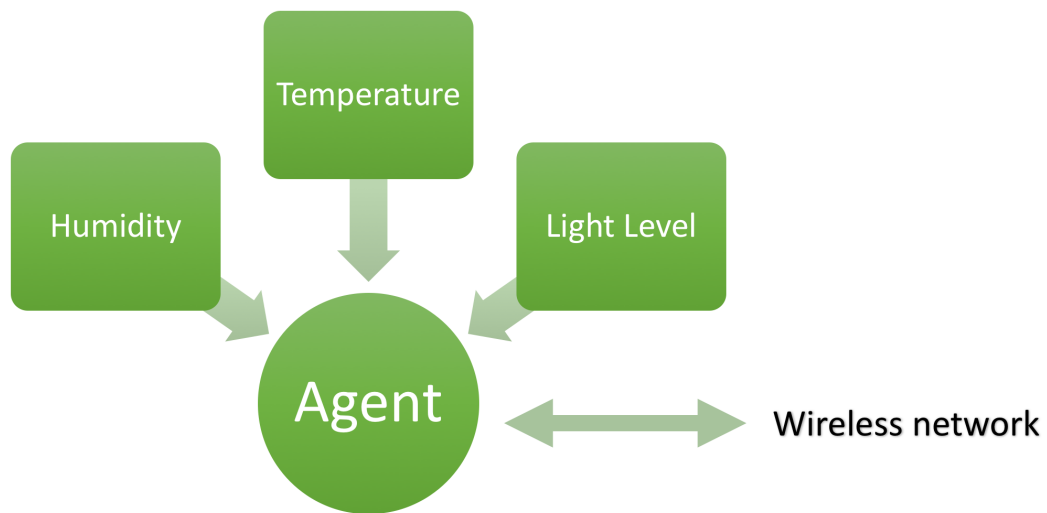 Temperature
Humidity
Light Level
Agent
Wireless network